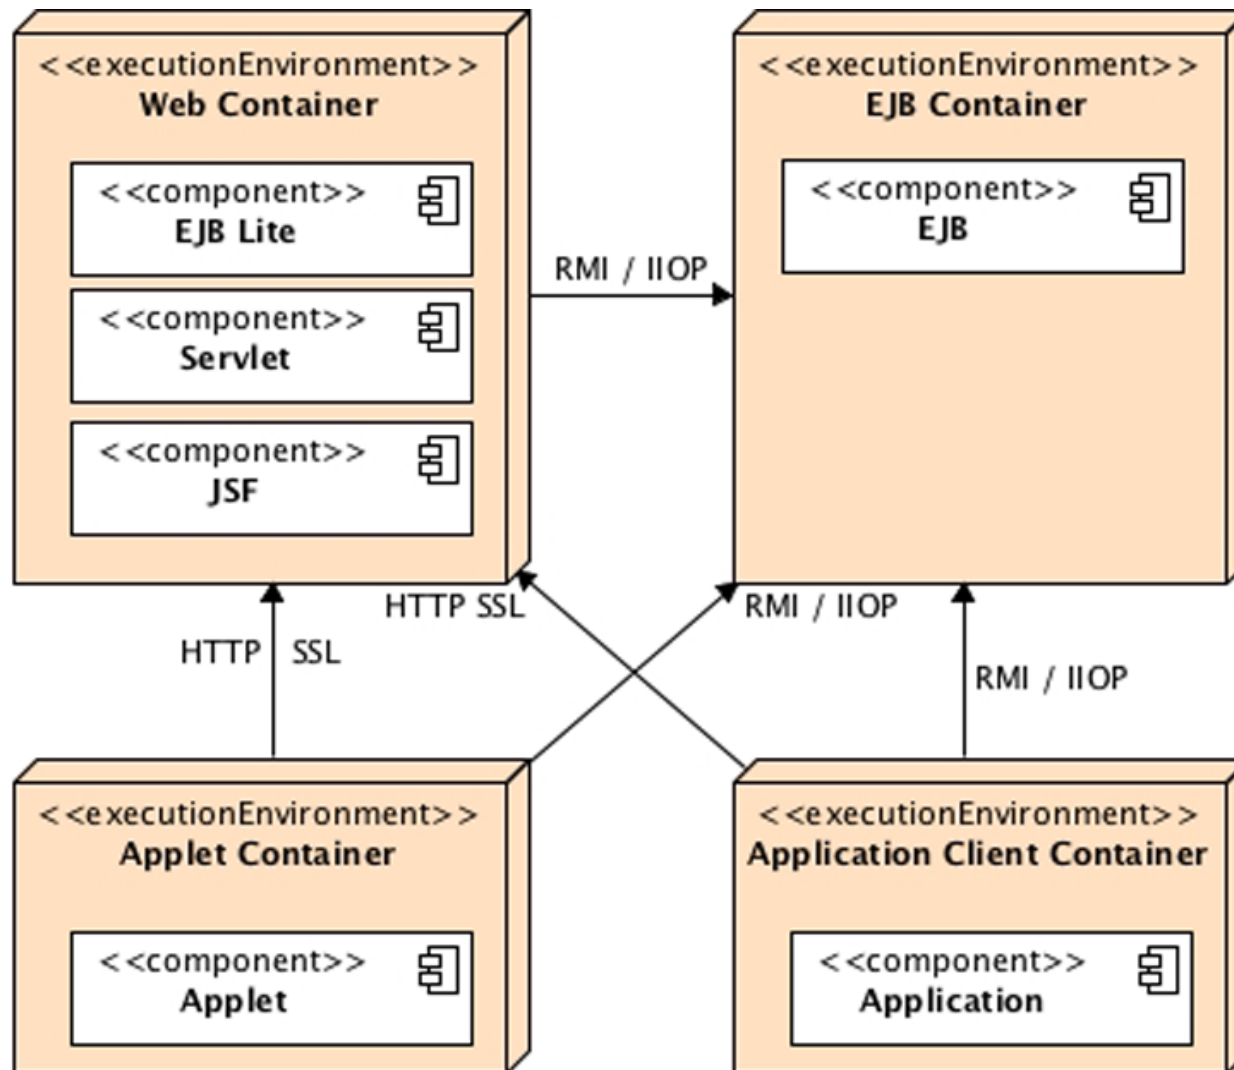 <<executionEnvironment>>
Web Container
<<component>>
EJB Lite
<<component>>
Servlet
<<component>>
JSF
RMI / IIOP
<<executionEnvironment>>
EJB Container
<<component>>
EJB
HTTP SSL
RMI / IIOP
HTTP SSL
RMI / IIOP
<<executionEnvironment>>
Applet Container
<<component>>
Applet
<<executionEnvironment>>
Application Client Container
<<component>>
Application